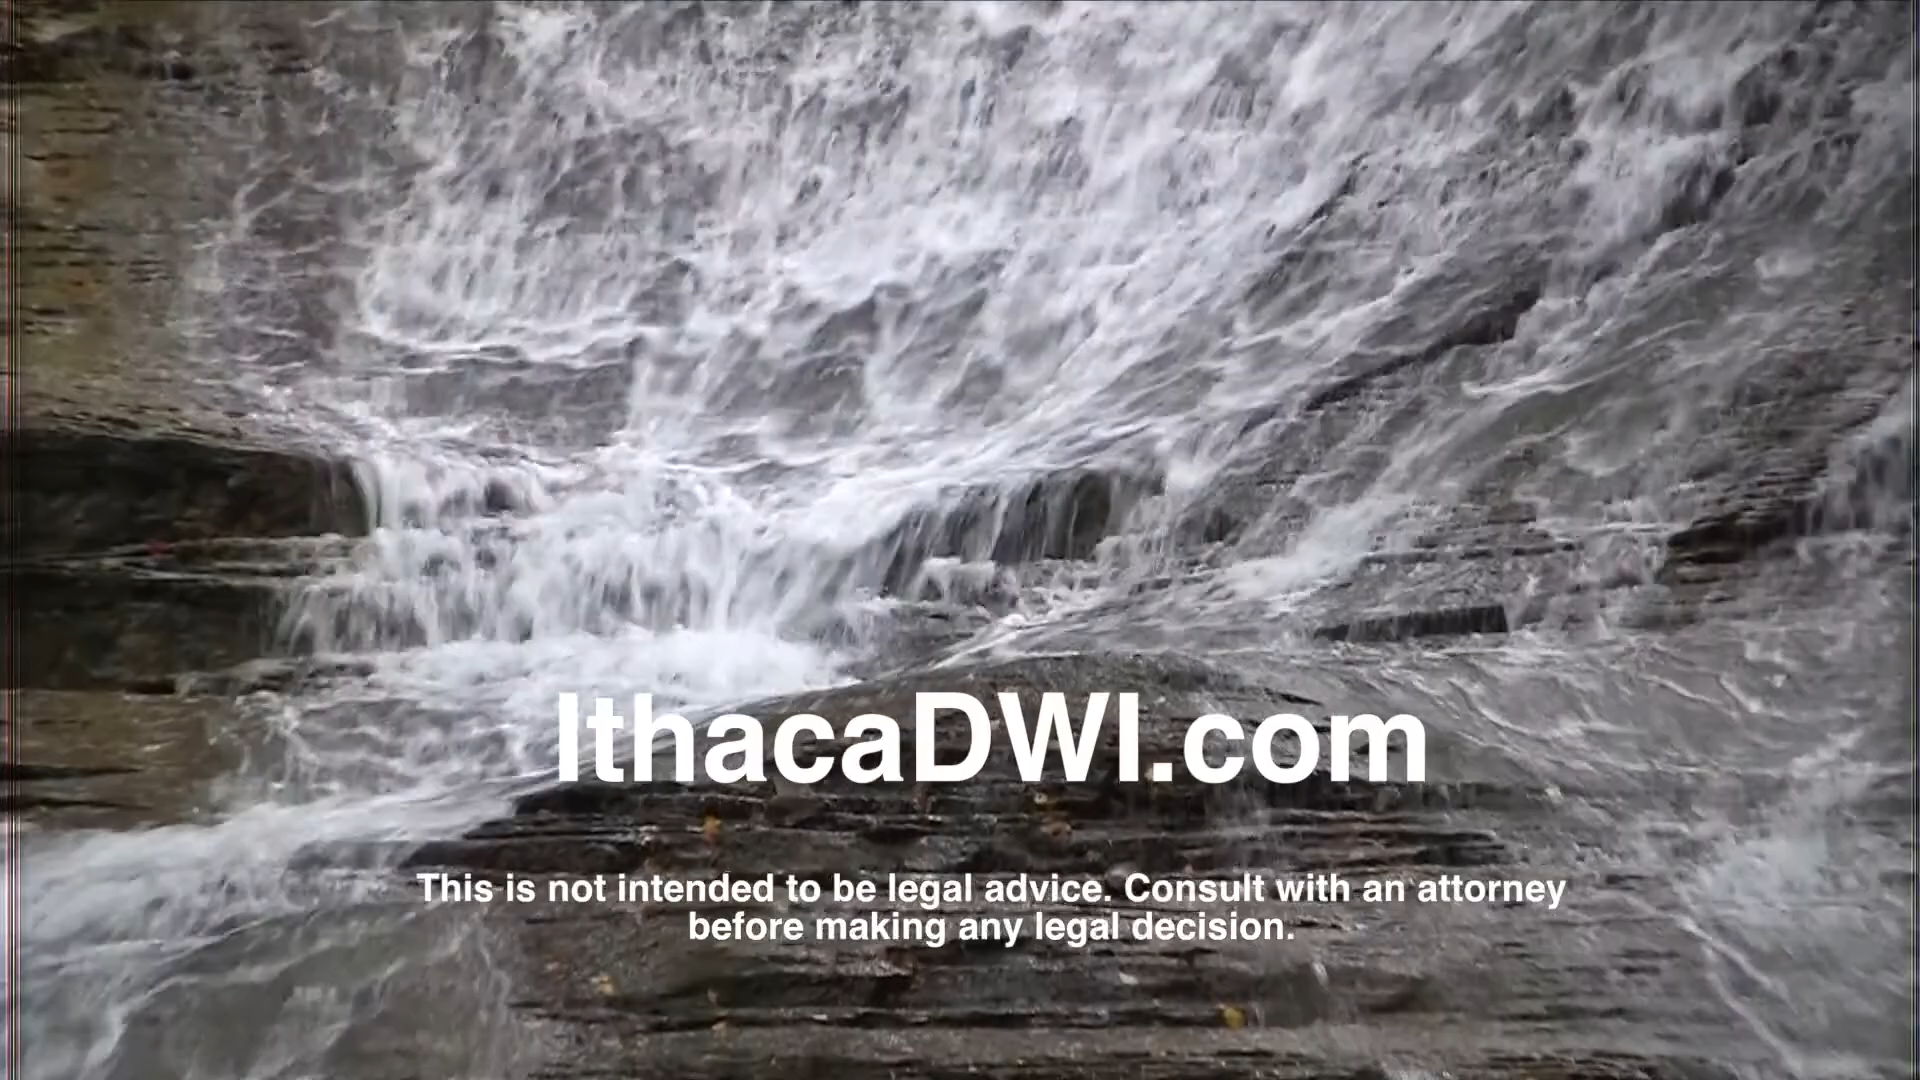 IthacaDWI.com
This is not intended to be legal advice. Consult with an attorney
before making any legal decision.